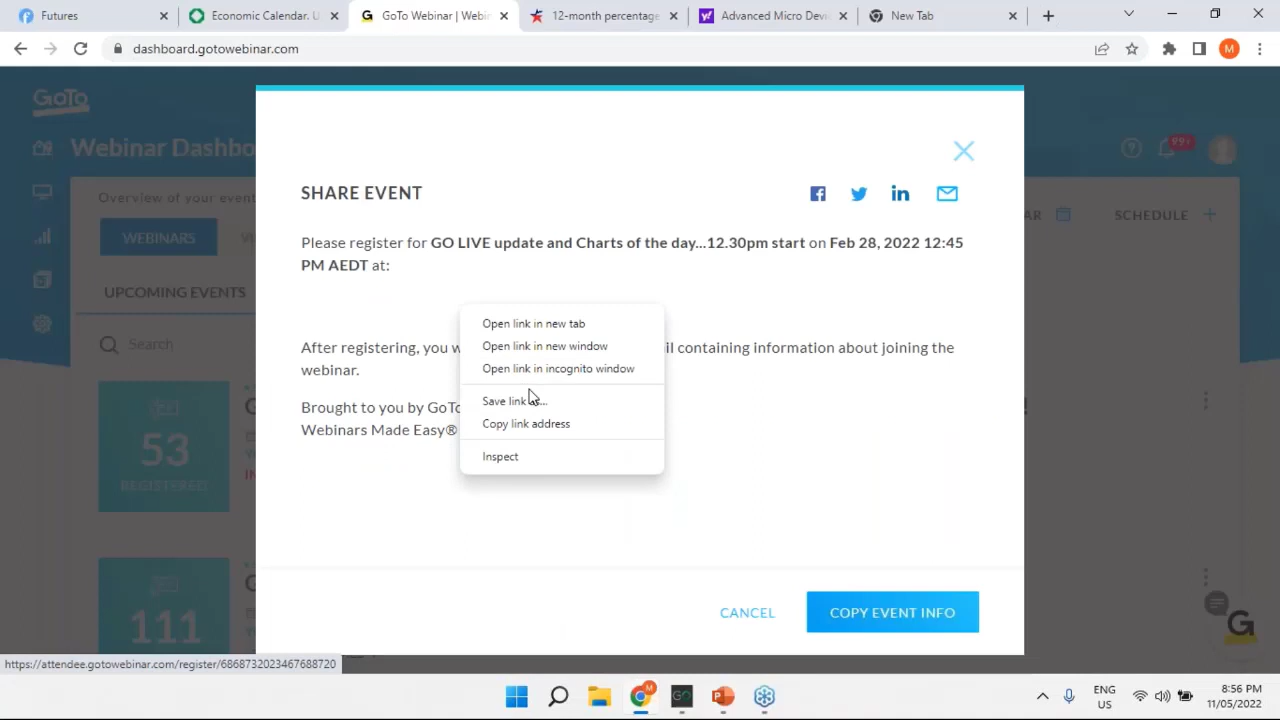 Futures
Economic Calendar. U
GoTo Webinar | Webin
12-month percentage
Advanced Micro Devi
New Tab
dashboard.gotowebinar.com
M
GoTo
Webinar Dashbo
99+
Overview of your event
SCHEDULE
WEBINARS
UPCOMING EVENTS
Search
53
REGISTERED
111
SHARE EVENT
Please register for GO LIVE update and Charts of the day...12.30pm start on Feb 28, 2022 12:45
PM AEDT at:
After registering, you w
il containing information about joining the
webinar.
Brought to you by GoTo
Webinars Made Easy®
Open link in new tab
Open link in new window
Open link in incognito window
Save link
Copy link address
Inspect
CANCEL
COPY EVENT INFO
https://attendee.gotowebinar.com/register/6868732023467688720
ENG
US
8:56 PM
11/05/2022